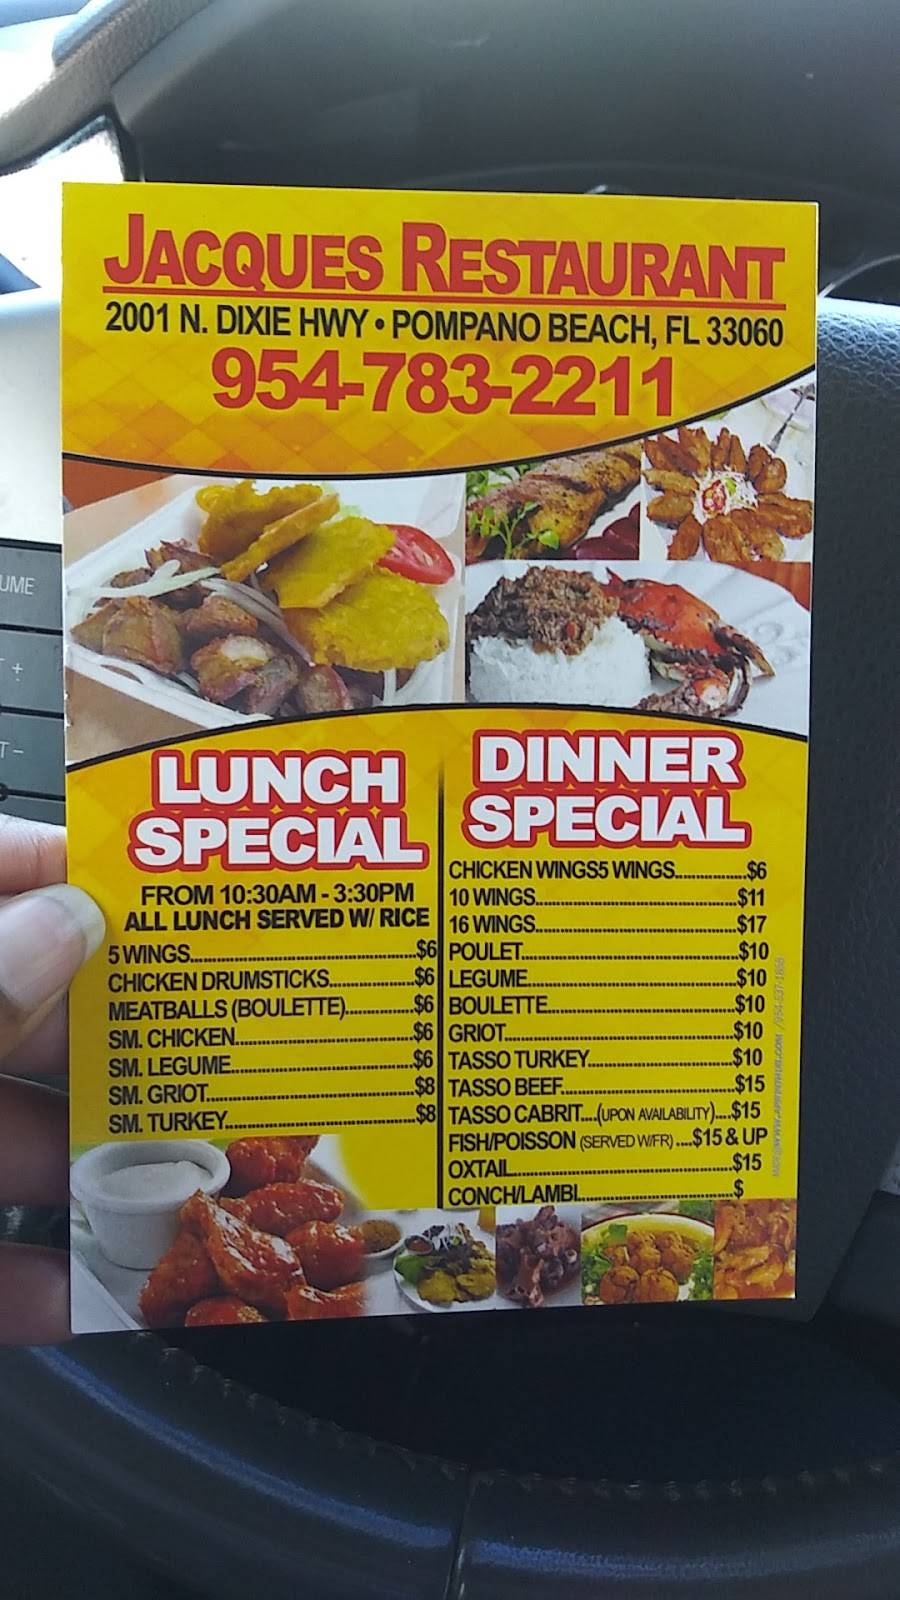 JACQUES RESTAURANT
2001 N. DIXIE HWY • POMPANO BEACH, FL 33060
954-783-2211
LUNCH
SPECIAL
FROM 10:30AM - 3:30PM
ALL LUNCH SERVED W/ RICE
5 WINGS.....$6
CHICKEN DRUMSTICKS.....$6
MEATBALLS (BOULETTE).....$6
SM. CHICKEN.....$6
SM. LEGUME.....$6
SM. GRIOT.....$8
SM. TURKEY.....$8
DINNER
SPECIAL
CHICKEN WINGS5 WINGS.....$6
10 WINGS.....$11
16 WINGS.....$17
POULET.....$10
LEGUME.....$10
BOULETTE.....$10
GRIOT.....$10
TASSO TURKEY.....$10
TASSO BEEF.....$15
TASSO CABRIT....(UPON AVAILABILITY)....$15
FISH/POISSON (SERVED W/FR)....$15 & UP
OXTAIL.....$15
CONCH/LAMBI.....$
UME
+
T -